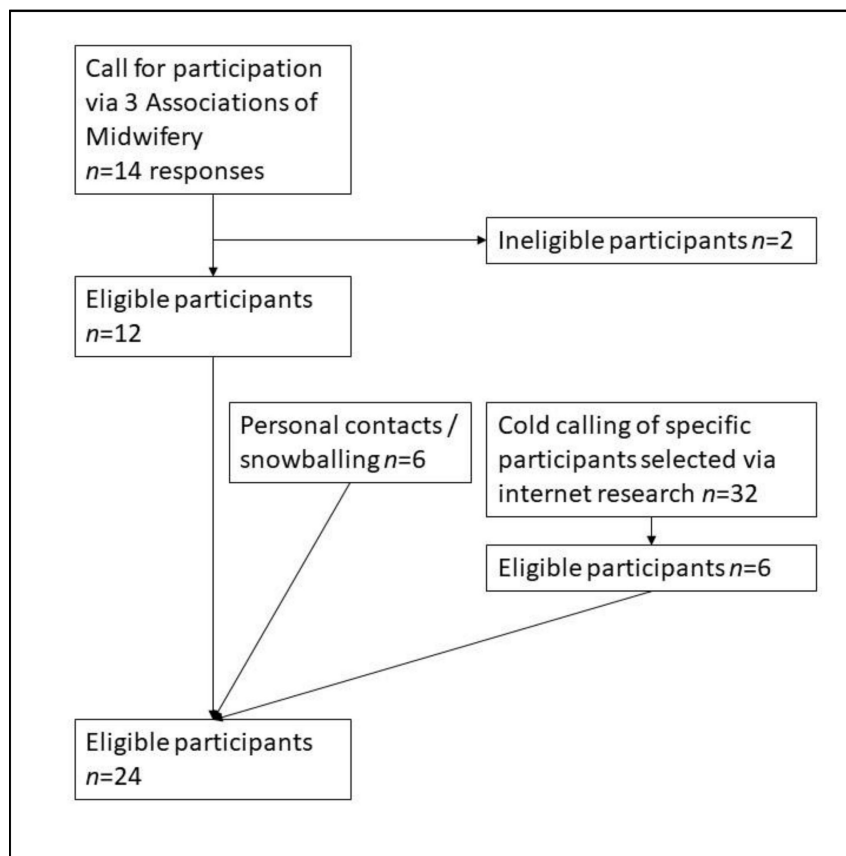 Call for participation
via 3 Associations of
Midwifery
n=14 responses
Ineligible participants n=2
Eligible participants
n=12
Personal contacts /
snowballing n=6
Cold calling of specific
participants selected via
internet research n=32
Eligible participants n=6
Eligible participants
n=24